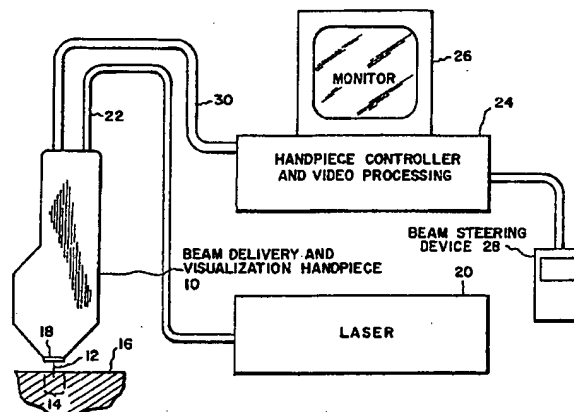 26
MONITOR
30
22
24
HANDPIECE CONTROLLER
AND VIDEO PROCESSING
BEAM STEERING
DEVICE 28
BEAM DELIVERY AND
VISUALIZATION HANDPIECE
10
20
LASER
18
12
16
14